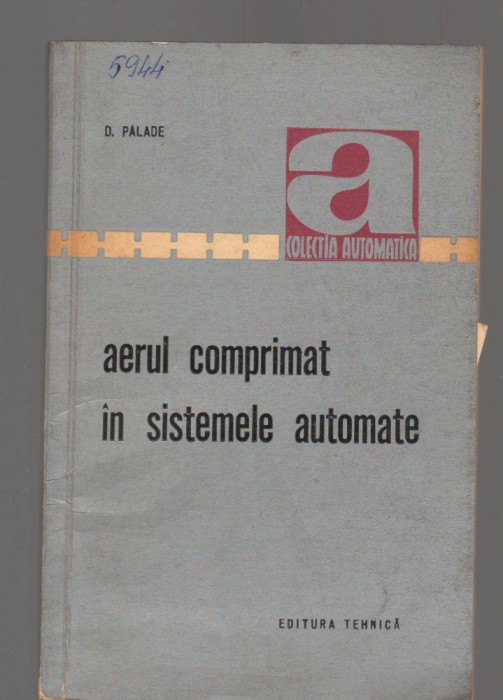 5944
D. PALADE
a
COLECȚIA AUTOMATICA
aerul comprimat
în sistemele automate
EDITURA TEHNICĂ